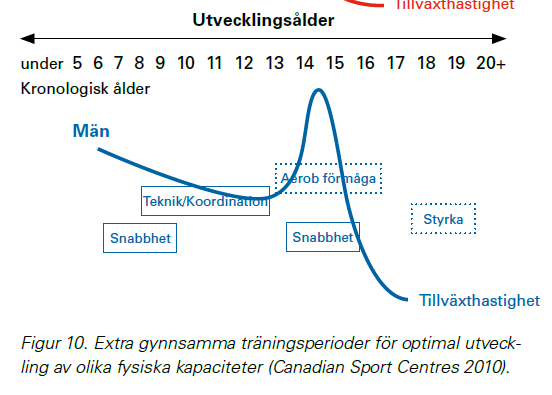 Tillväxthastighet
Utvecklingsålder
under 5 6 7 8 9 10 11 12 13 14 15 16 17 18 19 20+
Kronologisk ålder
Män
Aerob förmåga
Teknik/Koordination
Styrka
Snabbhet
Snabbhet
Tillväxthastighet
Figur 10. Extra gynnsamma träningsperioder för optimal utveck-
ling av olika fysiska kapaciteter (Canadian Sport Centres 2010).